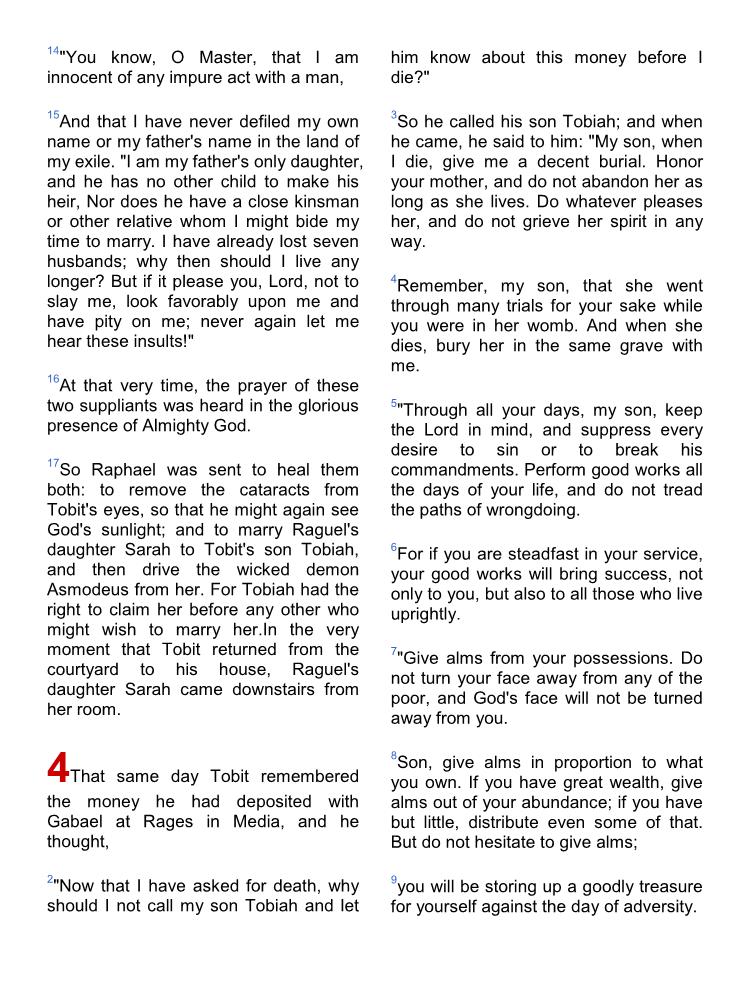 14"You know, O Master, that I am
innocent of any impure act with a man,
15And that I have never defiled my own
name or my father's name in the land of
my exile. "I am my father's only daughter,
and he has no other child to make his
heir, Nor does he have a close kinsman
or other relative whom I might bide my
time to marry. I have already lost seven
husbands; why then should I live any
longer? But if it please you, Lord, not to
slay me, look favorably upon me and
have pity on me; never again let me
hear these insults!"
16At that very time, the prayer of these
two suppliants was heard in the glorious
presence of Almighty God.
17So Raphael was sent to heal them
both: to remove the cataracts from
Tobit's eyes, so that he might again see
God's sunlight; and to marry Raguel's
daughter Sarah to Tobit's son Tobiah,
and then drive the wicked demon
Asmodeus from her. For Tobiah had the
right to claim her before any other who
might wish to marry her.In the very
moment that Tobit returned from the
courtyard to his house, Raguel's
daughter Sarah came downstairs from
her room.
4That same day Tobit remembered
the money he had deposited with
Gabael at Rages in Media, and he
thought,
2"Now that I have asked for death, why
should I not call my son Tobiah and let
him know about this money before I
die?"
3So he called his son Tobiah; and when
he came, he said to him: "My son, when
I die, give me a decent burial. Honor
your mother, and do not abandon her as
long as she lives. Do whatever pleases
her, and do not grieve her spirit in any
way.
4Remember, my son, that she went
through many trials for your sake while
you were in her womb. And when she
dies, bury her in the same grave with
me.
5"Through all your days, my son, keep
the Lord in mind, and suppress every
desire to sin or to break his
commandments. Perform good works all
the days of your life, and do not tread
the paths of wrongdoing.
6For if you are steadfast in your service,
your good works will bring success, not
only to you, but also to all those who live
uprightly.
7"Give alms from your possessions. Do
not turn your face away from any of the
poor, and God's face will not be turned
away from you.
8Son, give alms in proportion to what
you own. If you have great wealth, give
alms out of your abundance; if you have
but little, distribute even some of that.
But do not hesitate to give alms;
9you will be storing up a goodly treasure
for yourself against the day of adversity.